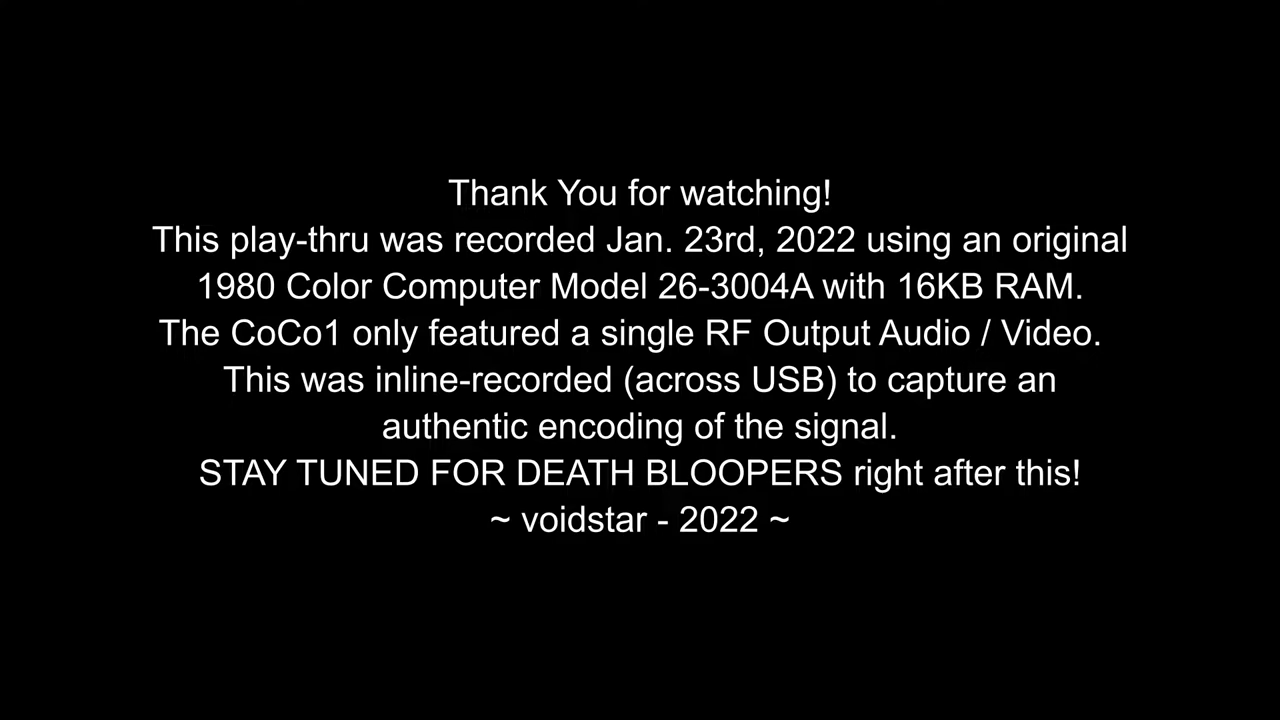 Thank You for watching!
This play-thru was recorded Jan. 23rd, 2022 using an original
1980 Color Computer Model 26-3004A with 16KB RAM.
The CoCo1 only featured a single RF Output Audio / Video.
This was inline-recorded (across USB) to capture an
authentic encoding of the signal.
STAY TUNED FOR DEATH BLOOPERS right after this!
~ voidstar - 2022 ~